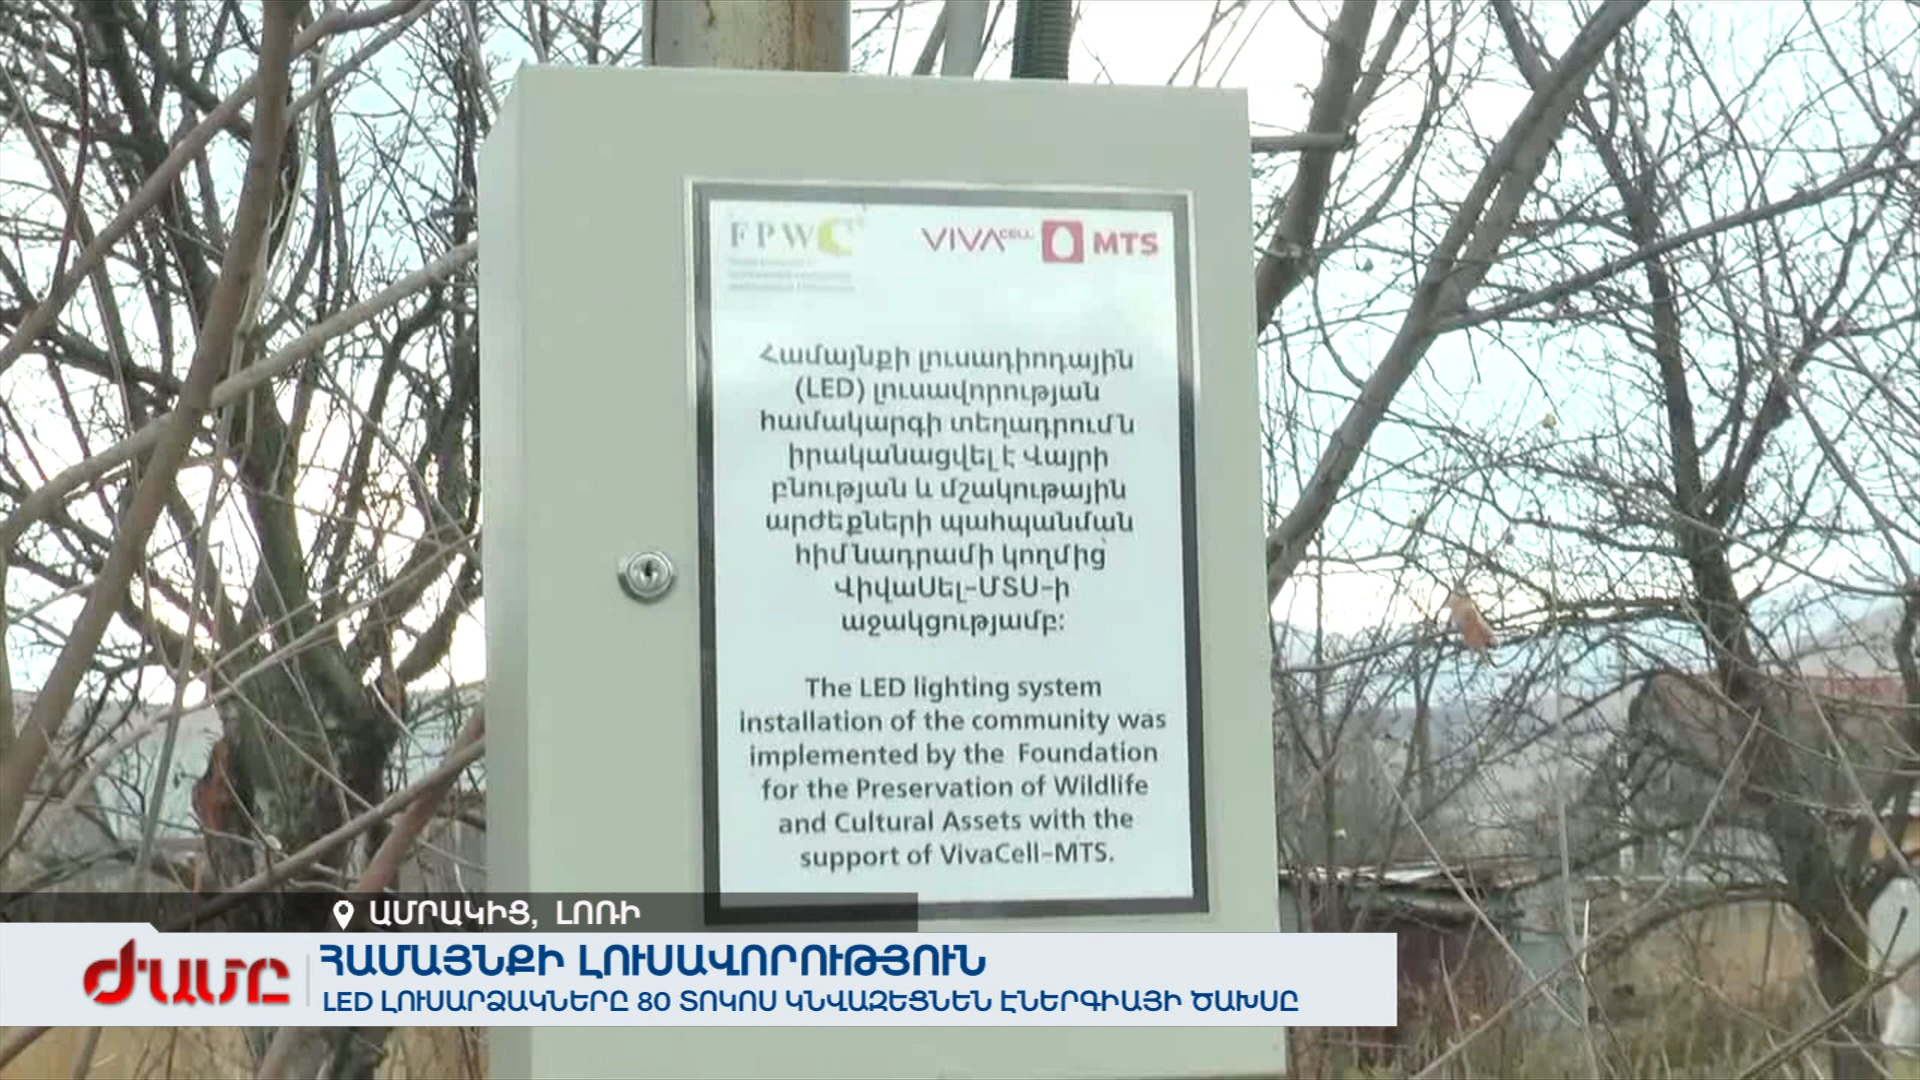 FPWC
VIVACELL MTS
Համայնքի լուսադիոդային
(LED) լուսավորության
համակարգի տեղադրումն
իրականացվել է Վայրի
բնության և մշակութային
արժեքների պահպանման
հիմնադրամի կողմից՝
ՎիվաՍել-ՄՏՍ-ի
աջակցությամբ:
The LED lighting system
installation of the community was
implemented by the Foundation
for the Preservation of Wildlife
and Cultural Assets with the
support of VivaCell-MTS.
ԱՄՐԱԿԻՑ, ԼՈՌԻ
ԺԱՄԸ
ՀԱՄԱՅՆՔԻ ԼՈՒՍԱՎՈՐՈՒԹՅՈՒՆ
LED ԼՈՒՍԱՐՁԱԿՆԵՐԸ 80 ՏՈԿՈՍ ԿՆՎԱԶԵՑՆԵՆ ԷՆԵՐԳԻԱՅԻ ԾԱԽՍԸ